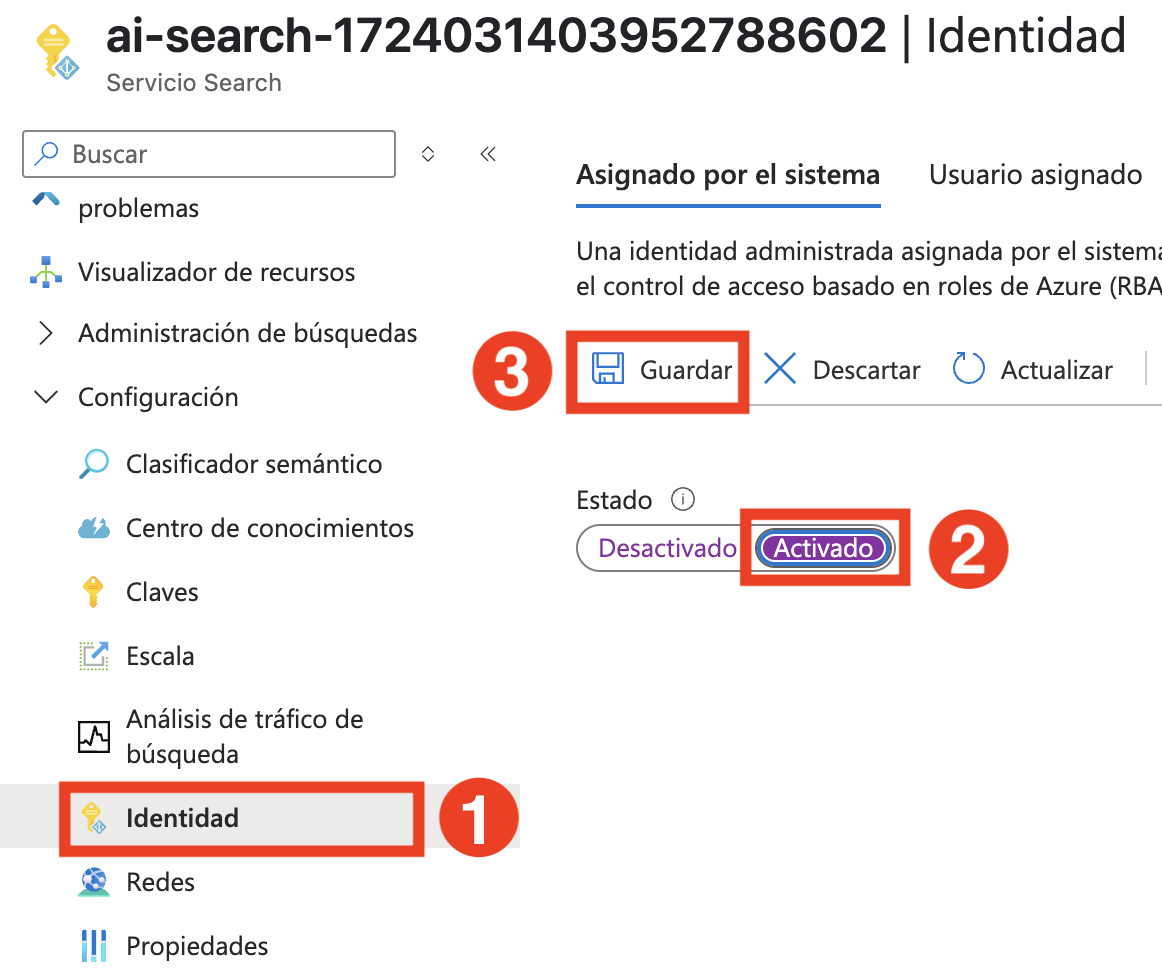 ai-search-1724031403952788602 | Identidad
Servicio Search
Buscar
problemas
Visualizador de recursos
Administración de búsquedas
Configuración
Clasificador semántico
Centro de conocimientos
Claves
Escala
Análisis de tráfico de
búsqueda
Identidad
1
Redes
Propiedades
Asignado por el sistema
Usuario asignado
Una identidad administrada asignada por el sistema
el control de acceso basado en roles de Azure (RBA
3
Guardar
Descartar
Actualizar
Estado
Desactivado
Activado
2